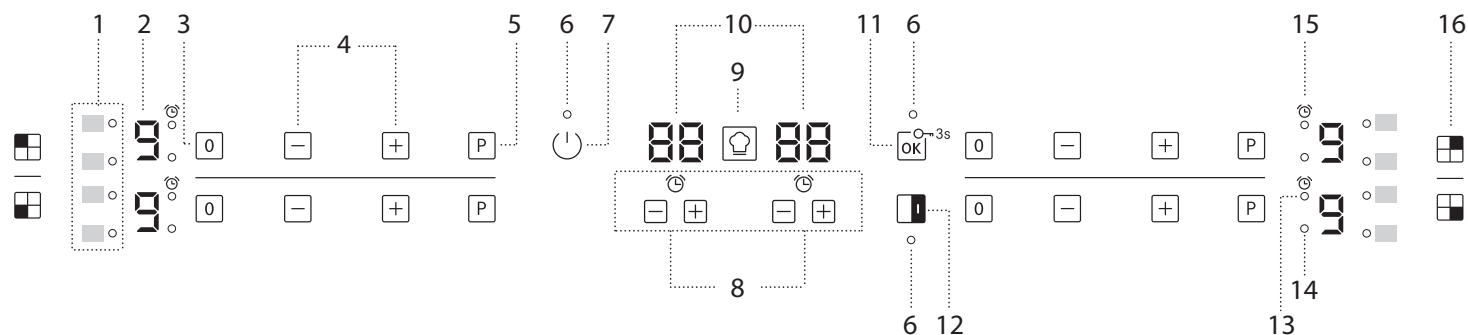 1 2 3 4 5 6 7 10 9 11 6 15 16
9 0 − + P 88 88 OK 3s 0 − + P 9
9 0 − + P − + − + I 0 − + P 9
8 6 12 13 14